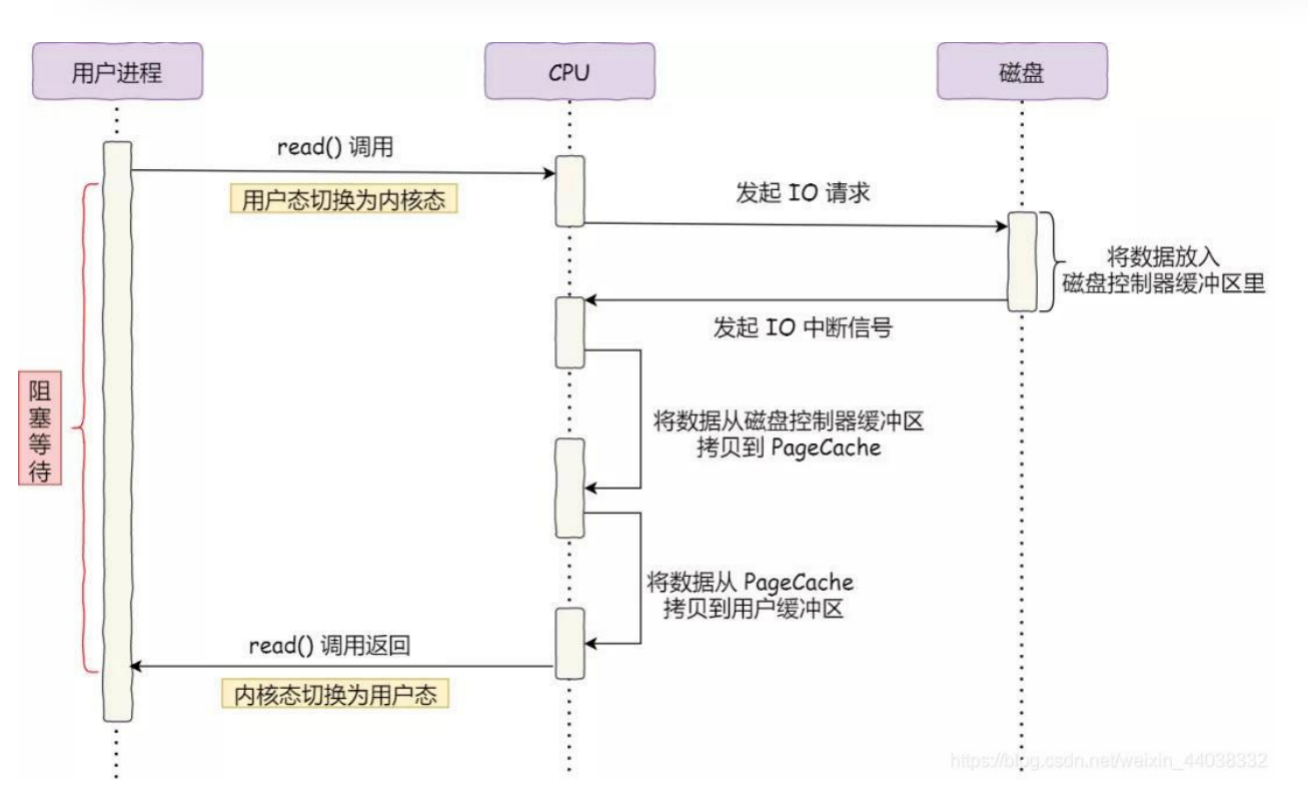 用户进程
CPU
磁盘
read() 调用
用户态切换为内核态
发起 IO 请求
将数据放入
磁盘控制器缓冲区里
发起 IO 中断信号
阻塞等待
将数据从磁盘控制器缓冲区
拷贝到 PageCache
将数据从 PageCache
拷贝到用户缓冲区
read() 调用返回
内核态切换为用户态
https://blog.csdn.net/weixin_44038332